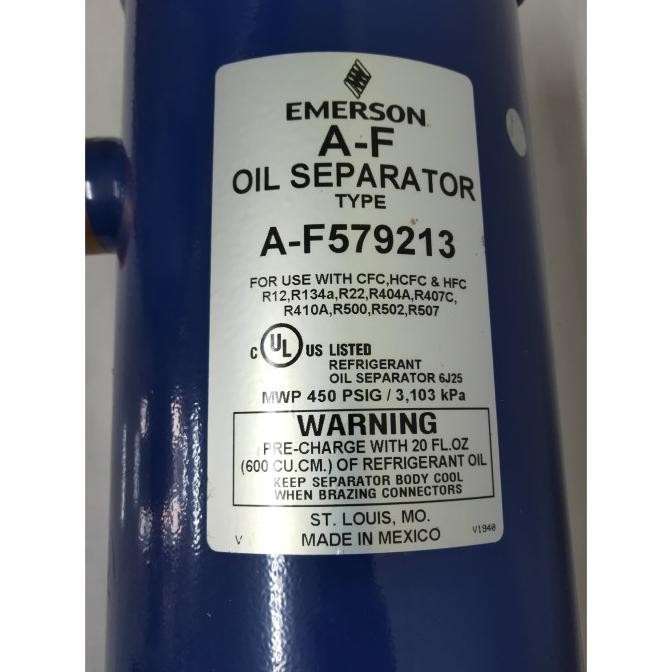 EMERSON
A-F
OIL SEPARATOR
TYPE
A-F579213
FOR USE WITH CFC,HCFC & HFC
R12,R134a,R22,R404A,R407C,
R410A,R500,R502,R507
C UL US LISTED
REFRIGERANT
OIL SEPARATOR 6J25
MWP 450 PSIG / 3,103 kPa
WARNING
PRE-CHARGE WITH 20 FL.OZ
(600 CU.CM.) OF REFRIGERANT OIL
KEEP SEPARATOR BODY COOL
WHEN BRAZING CONNECTORS
ST. LOUIS, MO.
V MADE IN MEXICO V1940